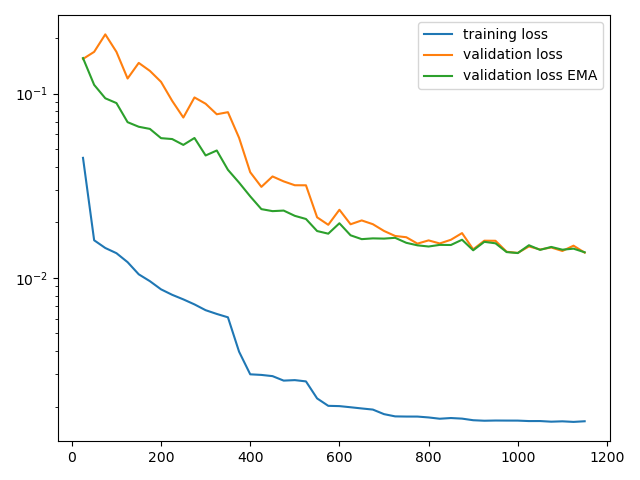 training loss
validation loss
validation loss EMA
10⁻¹
10⁻²
0 200 400 600 800 1000 1200